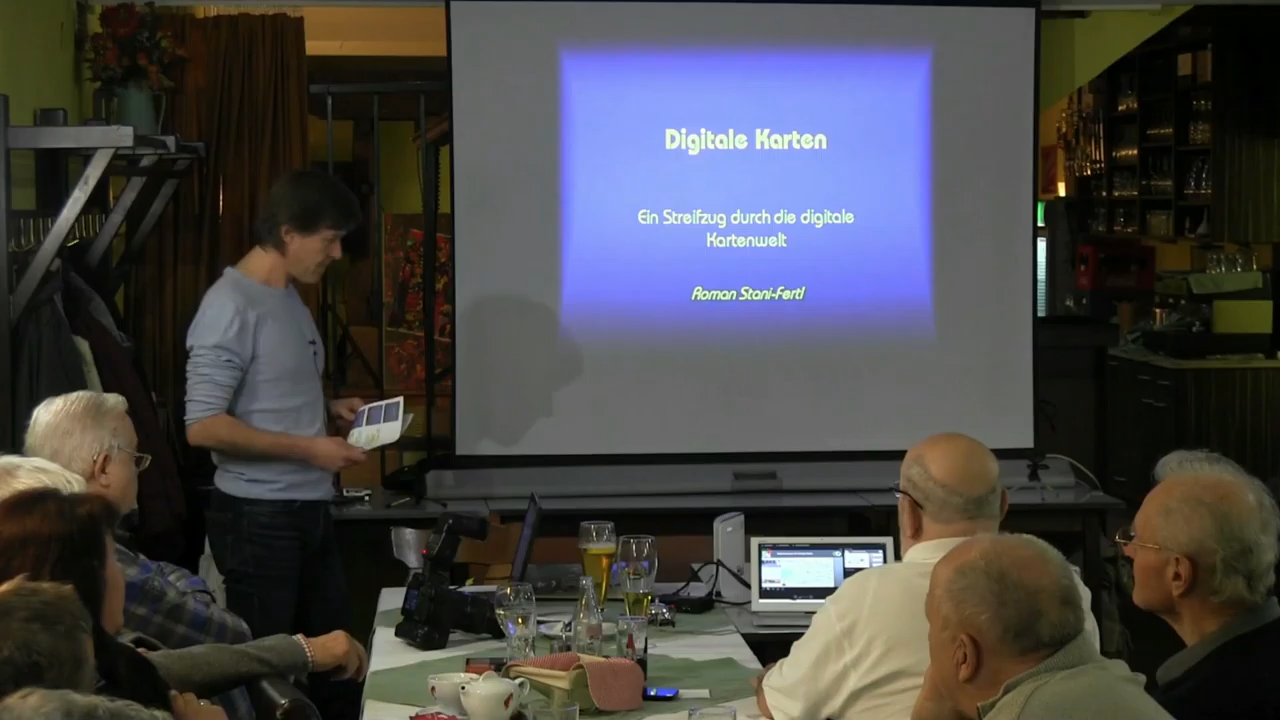 Digitale Karten
Ein Streifzug durch die digitale
Kartenwelt
Roman Stani-Fertl